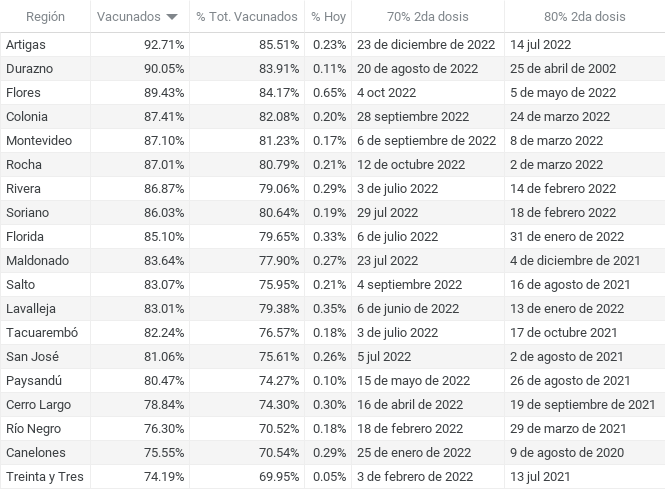 Región Vacunados % Tot. Vacunados % Hoy 70% 2da dosis 80% 2da dosis
Artigas 92.71% 85.51% 0.23% 23 de diciembre de 2022 14 jul 2022
Durazno 90.05% 83.91% 0.11% 20 de agosto de 2022 25 de abril de 2002
Flores 89.43% 84.17% 0.65% 4 oct 2022 5 de mayo de 2022
Colonia 87.41% 82.08% 0.20% 28 septiembre 2022 24 de marzo 2022
Montevideo 87.10% 81.23% 0.17% 6 de septiembre de 2022 8 de marzo 2022
Rocha 87.01% 80.79% 0.21% 12 de octubre 2022 2 de marzo 2022
Rivera 86.87% 79.06% 0.29% 3 de julio 2022 14 de febrero 2022
Soriano 86.03% 80.64% 0.19% 29 jul 2022 18 de febrero 2022
Florida 85.10% 79.65% 0.33% 6 de julio 2022 31 de enero de 2022
Maldonado 83.64% 77.90% 0.27% 23 jul 2022 4 de diciembre de 2021
Salto 83.07% 75.95% 0.21% 4 septiembre 2022 16 de agosto de 2021
Lavalleja 83.01% 79.38% 0.35% 6 de junio de 2022 13 de enero de 2022
Tacuarembó 82.24% 76.57% 0.18% 3 de julio 2022 17 de octubre 2021
San José 81.06% 75.61% 0.26% 5 jul 2022 2 de agosto de 2021
Paysandú 80.47% 74.27% 0.10% 15 de mayo de 2022 26 de agosto de 2021
Cerro Largo 78.84% 74.30% 0.30% 16 de abril de 2022 19 de septiembre de 2021
Río Negro 76.30% 70.52% 0.18% 18 de febrero 2022 29 de marzo de 2021
Canelones 75.55% 70.54% 0.29% 25 de enero de 2022 9 de agosto de 2020
Treinta y Tres 74.19% 69.95% 0.05% 3 de febrero de 2022 13 jul 2021